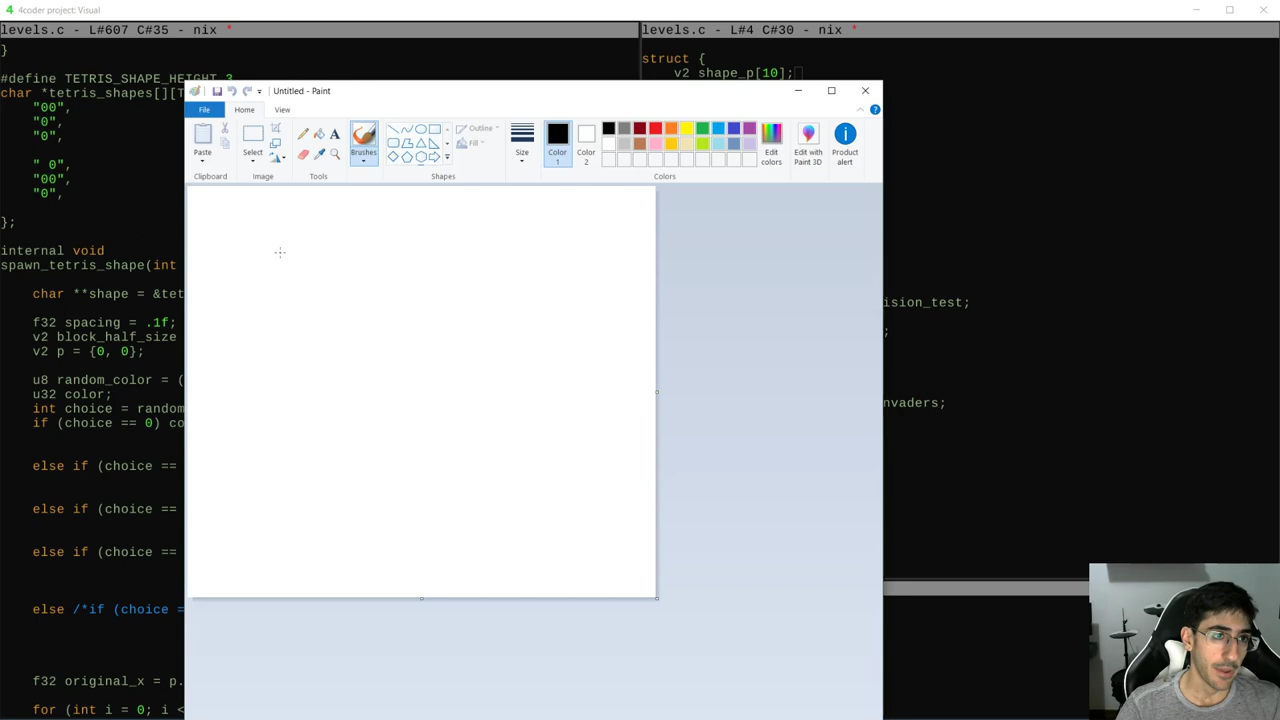 4coder project: Visual
levels.c - L#607 C#35 - nix *
}
#define TETRIS_SHAPE_HEIGHT 3
char *tetris_shapes[][T
"00",
"0",
"0",
" 0",
"00",
"0",
};
internal void
spawn_tetris_shape(int
char **shape = &tet
f32 spacing = .1f;
v2 block_half_size
v2 p = {0, 0};
u8 random_color = (
u32 color;
int choice = random
if (choice == 0) co
else if (choice ==
else if (choice ==
else if (choice ==
else /*if (choice =
f32 original_x = p.
for (int i = 0; i <
levels.c - L#4 C#30 - nix *
struct {
v2 shape_p[10];
ision_test;
;
nvaders;
Untitled - Paint
File Home View
Paste
Clipboard
Select
Image
A
Tools
Brushes
Outline
Fill
Shapes
Size
Color 1
Color 2
Edit colors
Colors
Edit with Paint 3D
Product alert